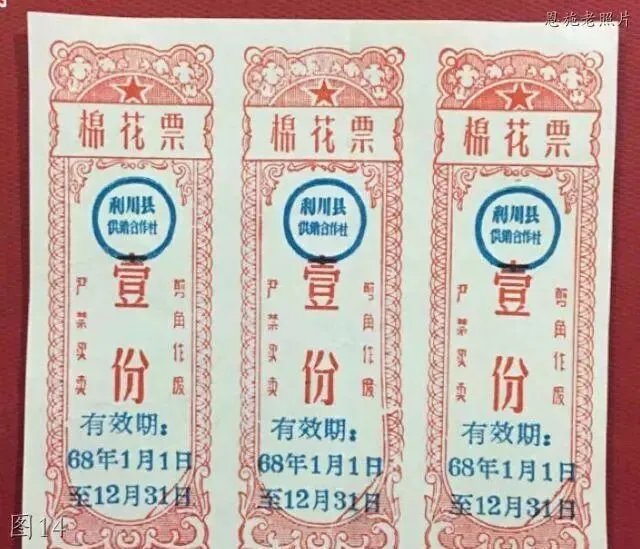 恩施老照片
棉花票
利川县
供销合作社
壹份
严禁买卖
剪角作废
有效期:
68年1月1日
至12月31日
棉花票
利川县
供销合作社
壹份
严禁买卖
剪角作废
有效期:
68年1月1日
至12月31日
棉花票
利川县
供销合作社
壹份
严禁买卖
剪角作废
有效期:
68年1月1日
至12月31日
图14